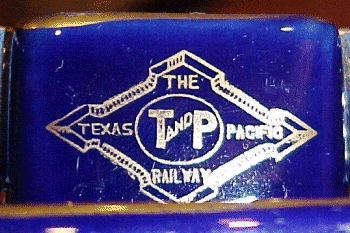 THE
TEXAS T AND P PACIFIC
RAILWAY